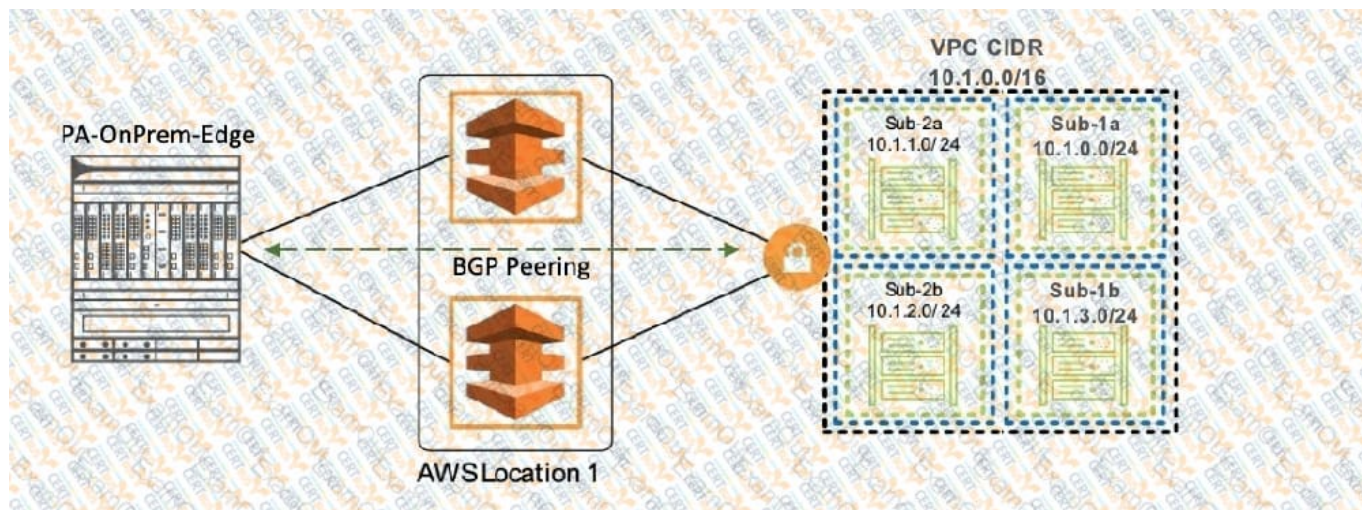 PA-OnPrem-Edge
BGP Peering
AWSLocation 1
VPC CIDR
10.1.0.0/16
Sub-2a
10.1.1.0/24
Sub-1a
10.1.0.0/24
Sub-2b
10.1.2.0/24
Sub-1b
10.1.3.0/24